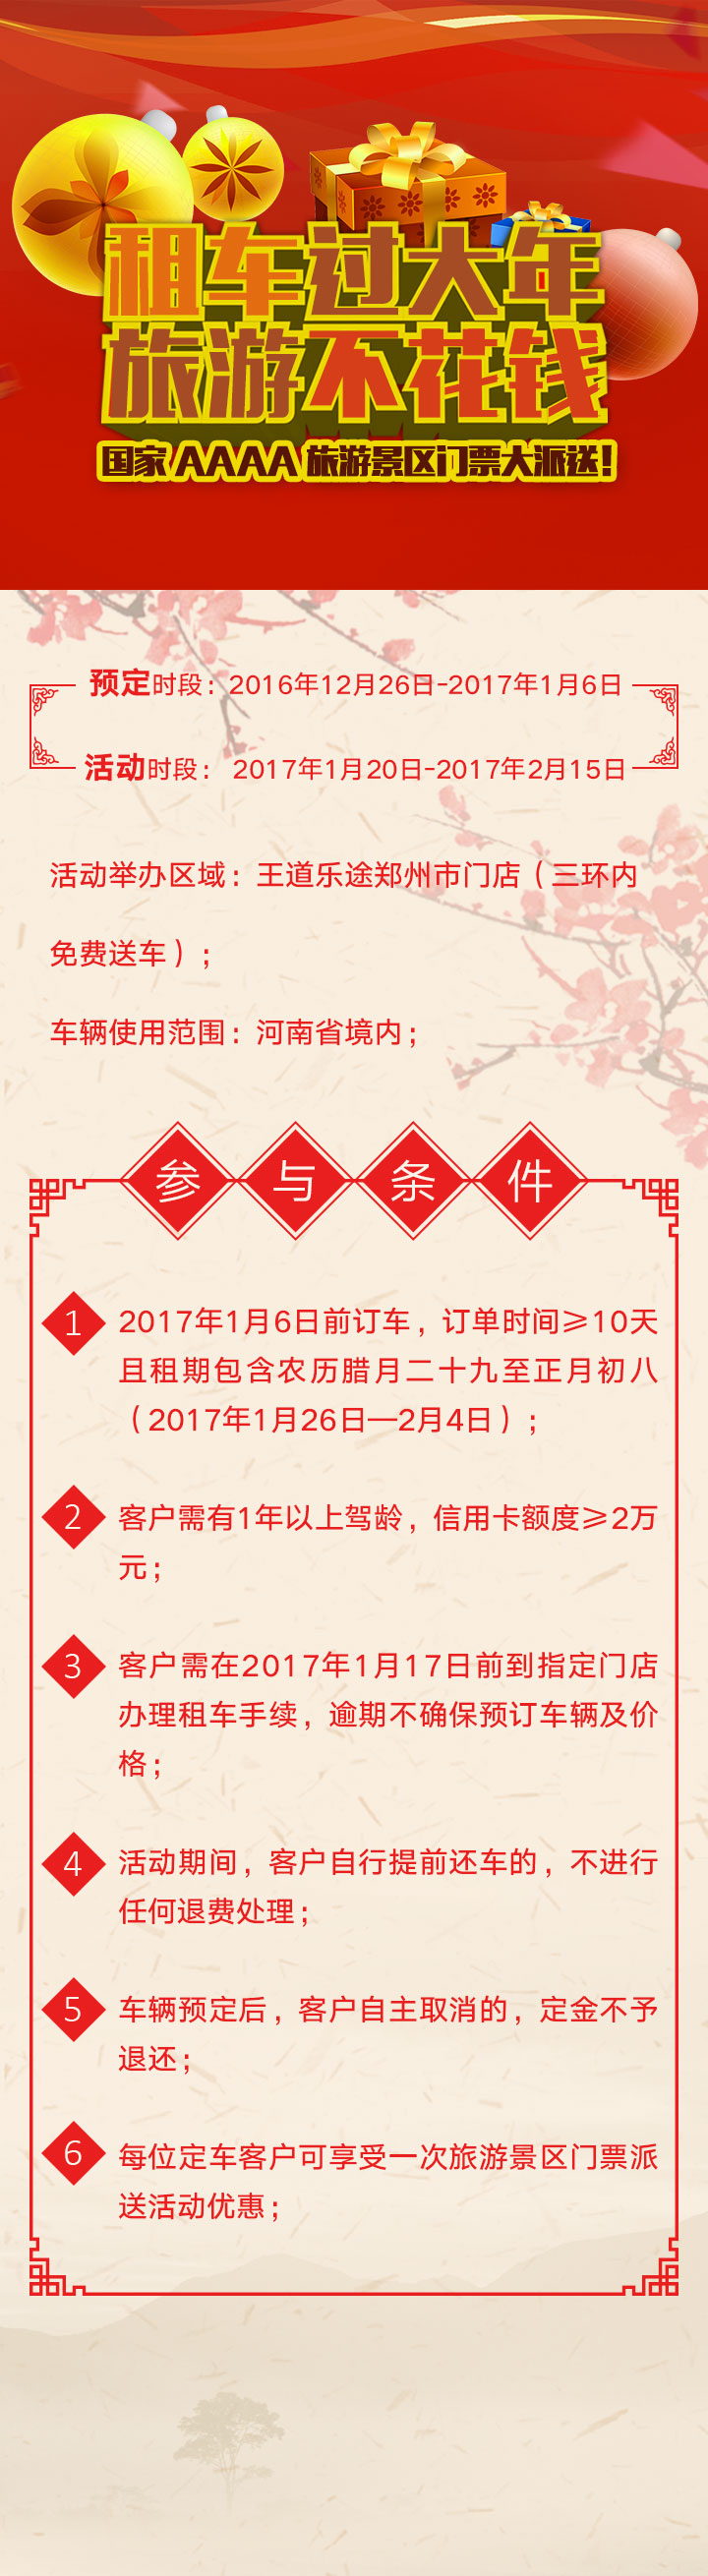 租车过大年
旅游不花钱
国家 AAAA 旅游景区门票大派送！
预定时段：2016年12月26日-2017年1月6日
活动时段： 2017年1月20日-2017年2月15日
活动举办区域：王道乐途郑州市门店（三环内
免费送车）；
车辆使用范围：河南省境内；
参与条件
1 2017年1月6日前订车，订单时间≥10天
且租期包含农历腊月二十九至正月初八
（2017年1月26日—2月4日）；
2 客户需有1年以上驾龄，信用卡额度≥2万
元；
3 客户需在2017年1月17日前到指定门店
办理租车手续，逾期不确保预订车辆及价
格；
4 活动期间，客户自行提前还车的，不进行
任何退费处理；
5 车辆预定后，客户自主取消的，定金不予
退还；
6 每位定车客户可享受一次旅游景区门票派
送活动优惠；